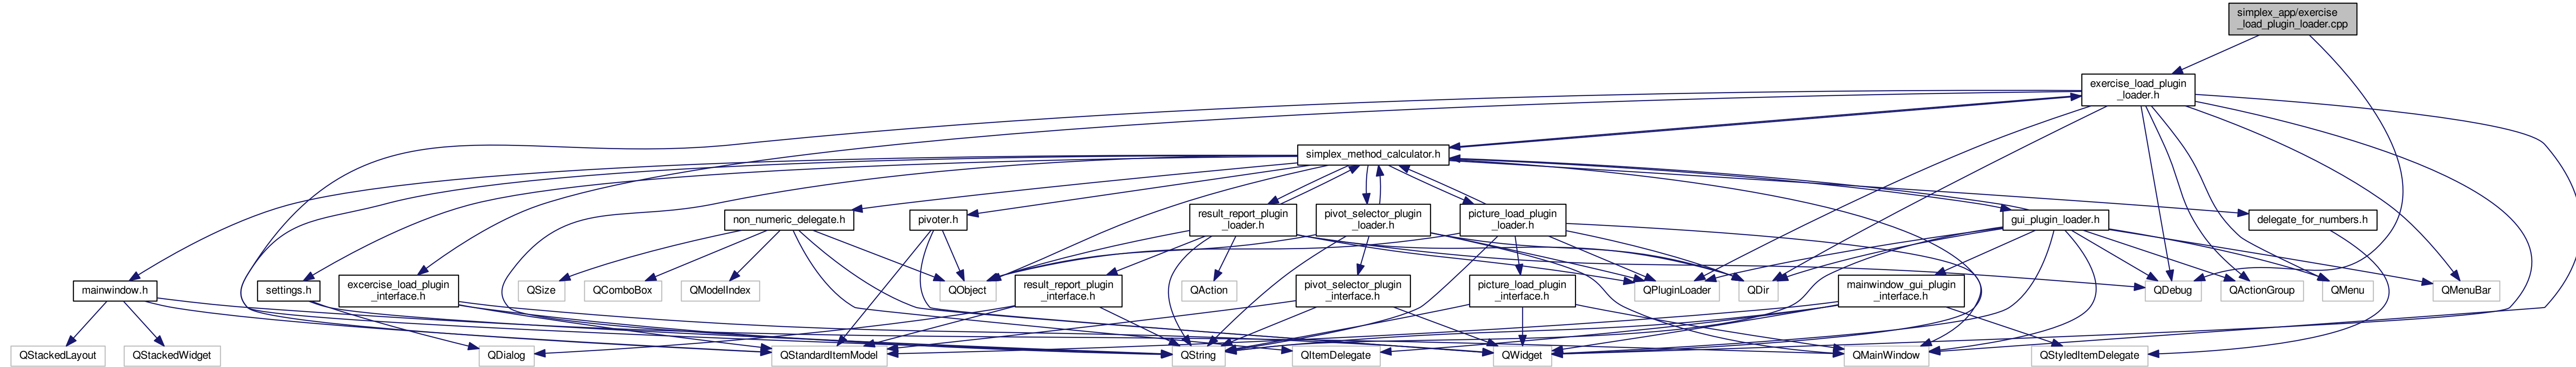 simplex_app/exercise
_load_plugin_loader.cpp
exercise_load_plugin
_loader.h
simplex_method_calculator.h
non_numeric_delegate.h
pivoter.h
result_report_plugin
_loader.h
pivot_selector_plugin
_loader.h
picture_load_plugin
_loader.h
gui_plugin_loader.h
delegate_for_numbers.h
mainwindow.h
settings.h
excercise_load_plugin
_interface.h
QSize
QComboBox
QModelIndex
QObject
result_report_plugin
_interface.h
QAction
pivot_selector_plugin
_interface.h
picture_load_plugin
_interface.h
QPluginLoader
QDir
mainwindow_gui_plugin
_interface.h
QDebug
QActionGroup
QMenu
QMenuBar
QStackedLayout
QStackedWidget
QDialog
QStandardItemModel
QString
QItemDelegate
QWidget
QMainWindow
QStyledItemDelegate